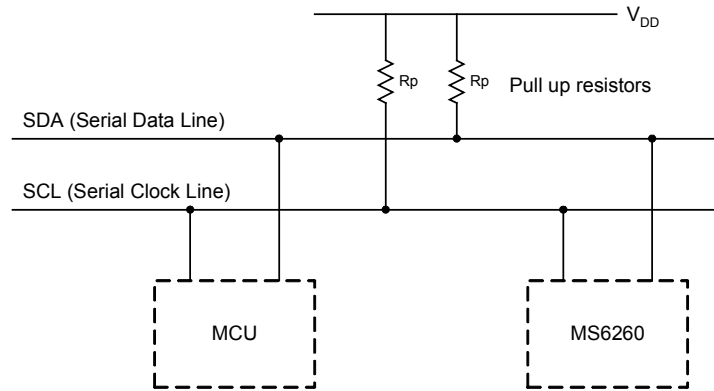 V_DD
Rp
Rp
Pull up resistors
SDA (Serial Data Line)
SCL (Serial Clock Line)
MCU
MS6260